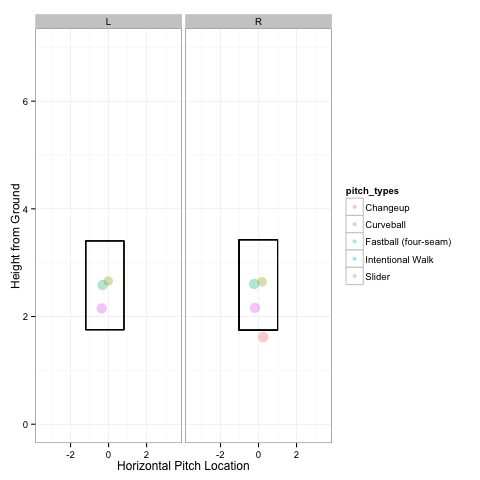 L
R
Height from Ground
6
4
2
0
-2
0
2
-2
0
2
Horizontal Pitch Location
pitch_types
Changeup
Curveball
Fastball (four-seam)
Intentional Walk
Slider